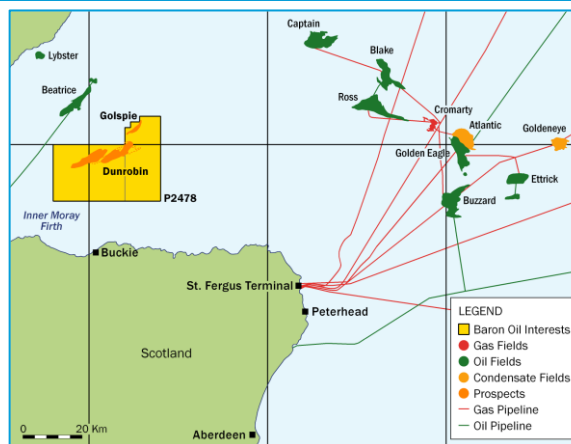 Captain
Lybster
Blake
Beatrice
Ross
Cromarty
Golspie
Atlantic
Goldeneye
Golden Eagle
Dunrobin
Ettrick
P2478
Buzzard
Inner Moray
Firth
Buckie
St. Fergus Terminal
Peterhead
LEGEND
Baron Oil Interests
Gas Fields
Oil Fields
Condensate Fields
Prospects
Gas Pipeline
Oil Pipeline
Scotland
0 20 Km
Aberdeen